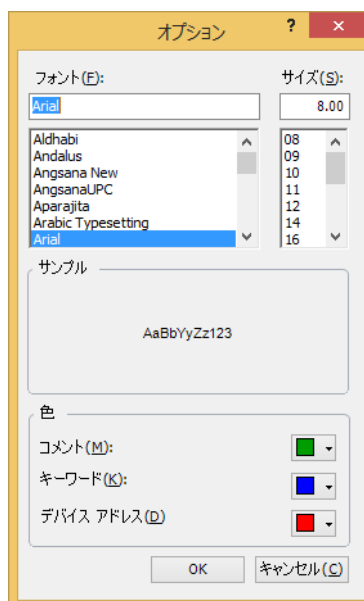 オプション ? ×
フォント(F): サイズ(S):
Arial 8.00
Aldhabi 08
Andalus 09
Angsana New 10
AngsanaUPC 11
Aparajita 12
Arabic Typesetting 14
Arial 16
サンプル
AaBbYyZz123
色
コメント(M):
キーワード(K):
デバイス アドレス(D)
OK キャンセル(C)